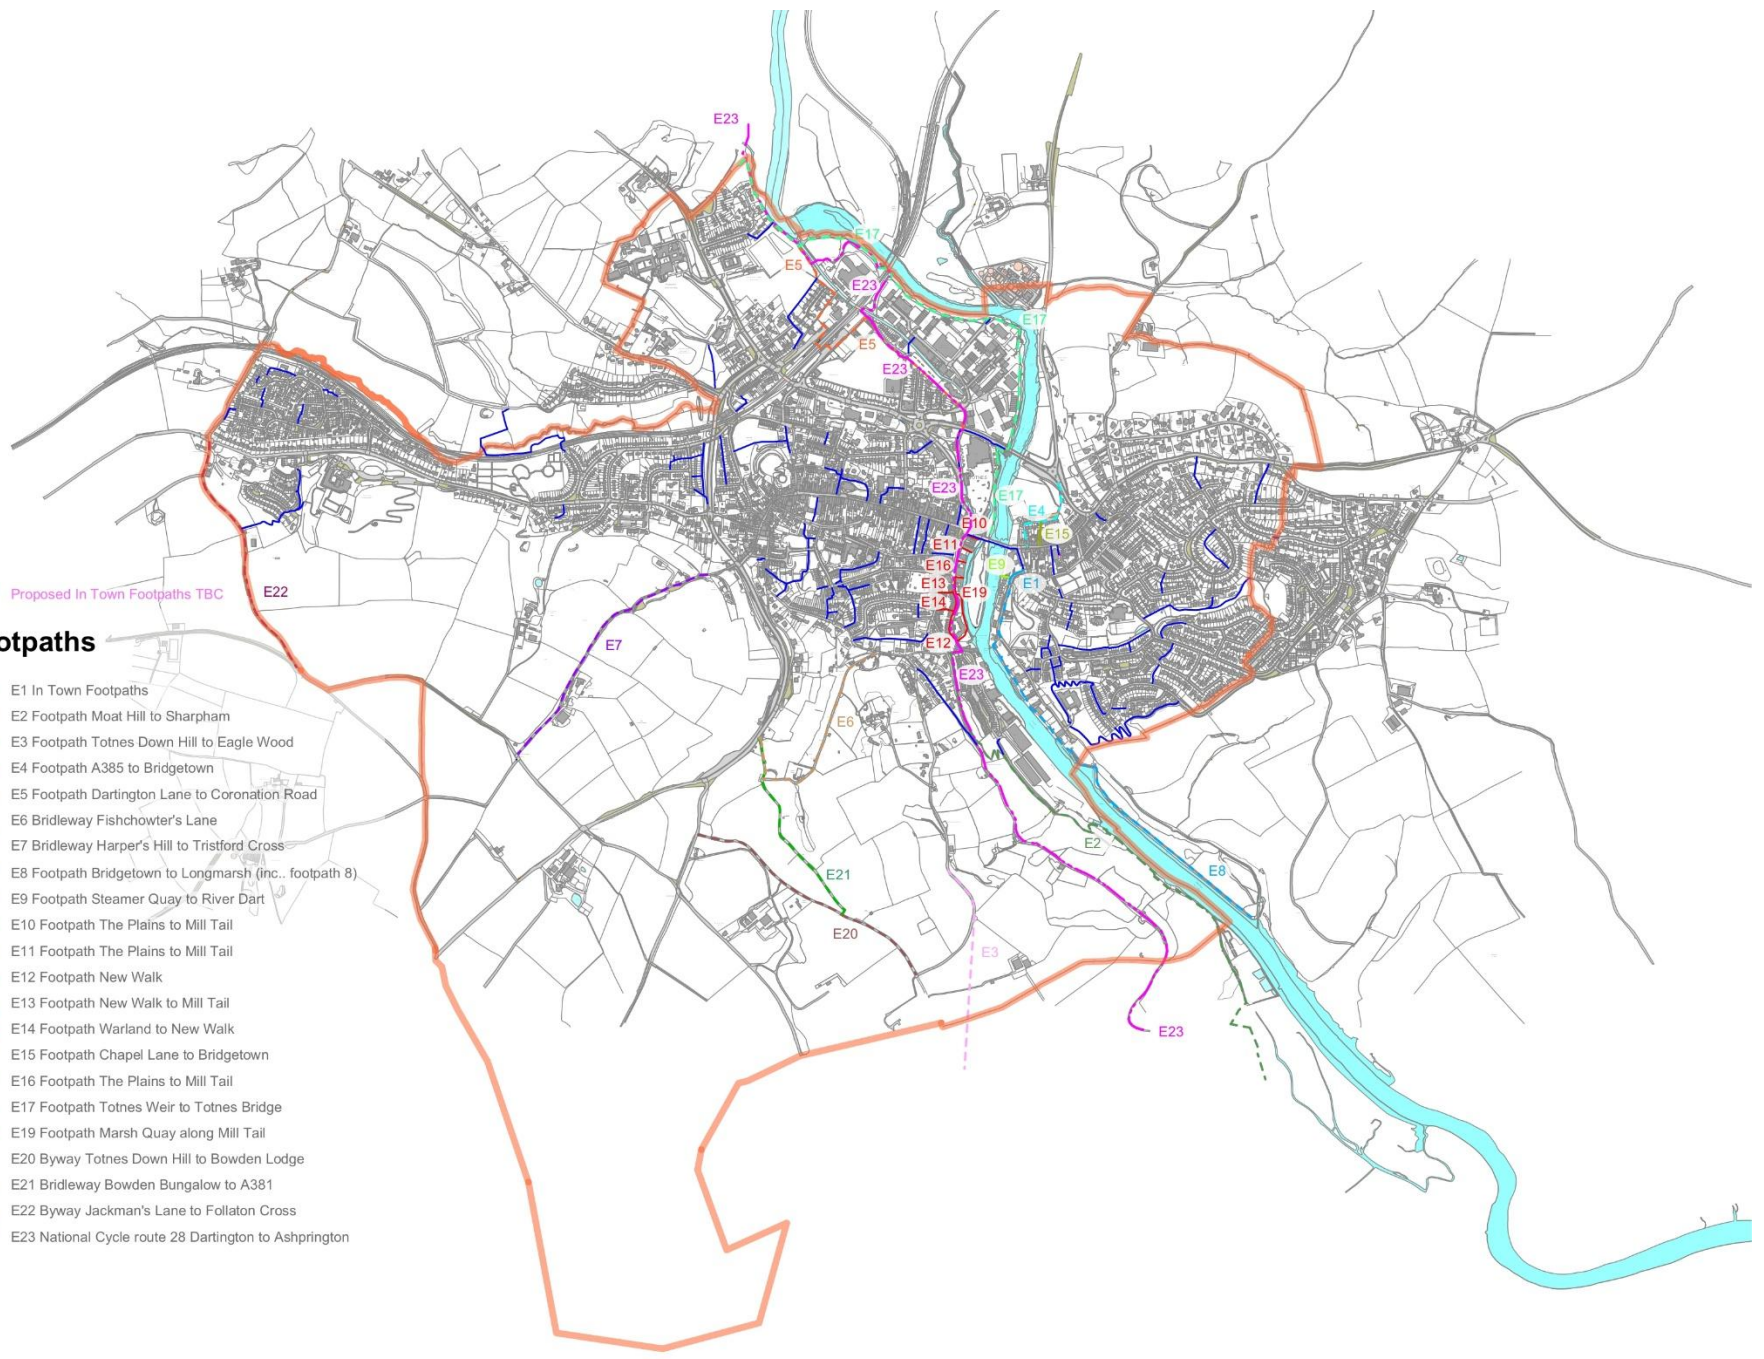 E23
E17
E5
E23
E17
E5
E23
E23
E17
E10
E4
E15
E11
E16
E9
E13
E1
E19
E14
E12
E23
Proposed In Town Footpaths TBC
E22
E7
E6
E2
E8
E21
E20
E3
E23
otpaths
E1 In Town Footpaths
E2 Footpath Moat Hill to Sharpham
E3 Footpath Totnes Down Hill to Eagle Wood
E4 Footpath A385 to Bridgetown
E5 Footpath Dartington Lane to Coronation Road
E6 Bridleway Fishchowter's Lane
E7 Bridleway Harper's Hill to Tristford Cross
E8 Footpath Bridgetown to Longmarsh (inc.. footpath 8)
E9 Footpath Steamer Quay to River Dart
E10 Footpath The Plains to Mill Tail
E11 Footpath The Plains to Mill Tail
E12 Footpath New Walk
E13 Footpath New Walk to Mill Tail
E14 Footpath Warland to New Walk
E15 Footpath Chapel Lane to Bridgetown
E16 Footpath The Plains to Mill Tail
E17 Footpath Totnes Weir to Totnes Bridge
E19 Footpath Marsh Quay along Mill Tail
E20 Byway Totnes Down Hill to Bowden Lodge
E21 Bridleway Bowden Bungalow to A381
E22 Byway Jackman's Lane to Follaton Cross
E23 National Cycle route 28 Dartington to Ashprington